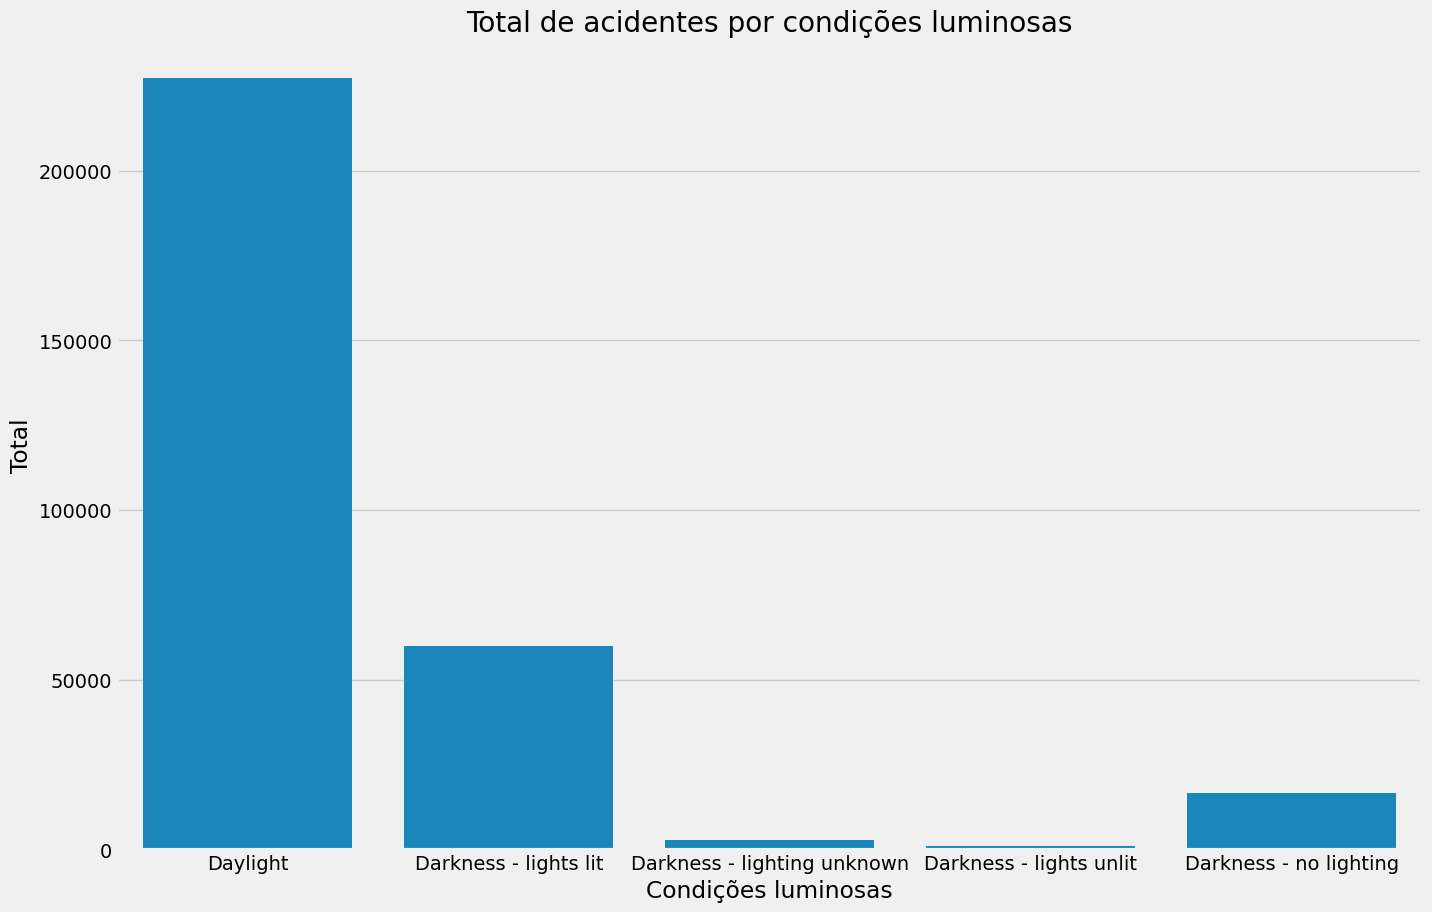 Total de acidentes por condições luminosas
200000
150000
100000
50000
0
Total
Daylight
Darkness - lights lit
Darkness - lighting unknown
Darkness - lights unlit
Darkness - no lighting
Condições luminosas